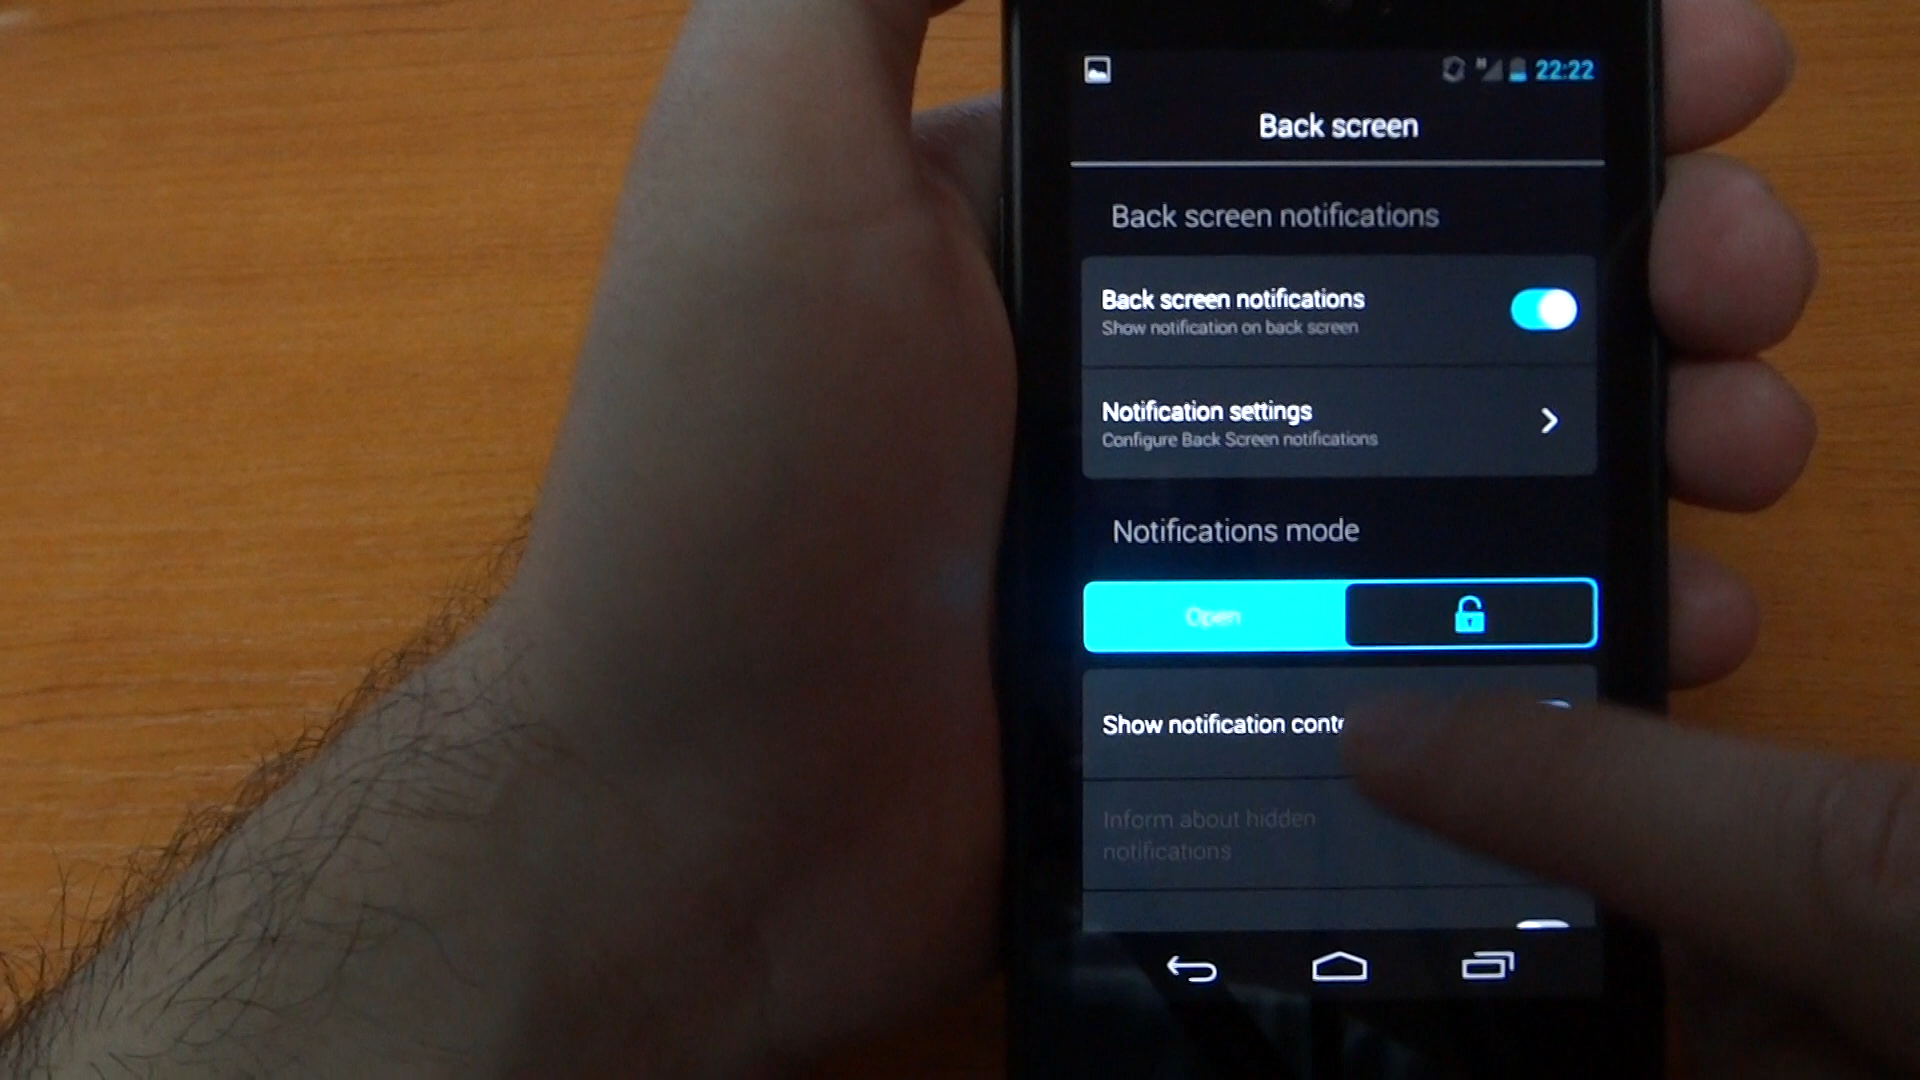 22:22
Back screen
Back screen notifications
Back screen notifications
Show notification on back screen
Notification settings
Configure Back Screen notifications
Notifications mode
Open
Show notification
Inform about hidden
notifications